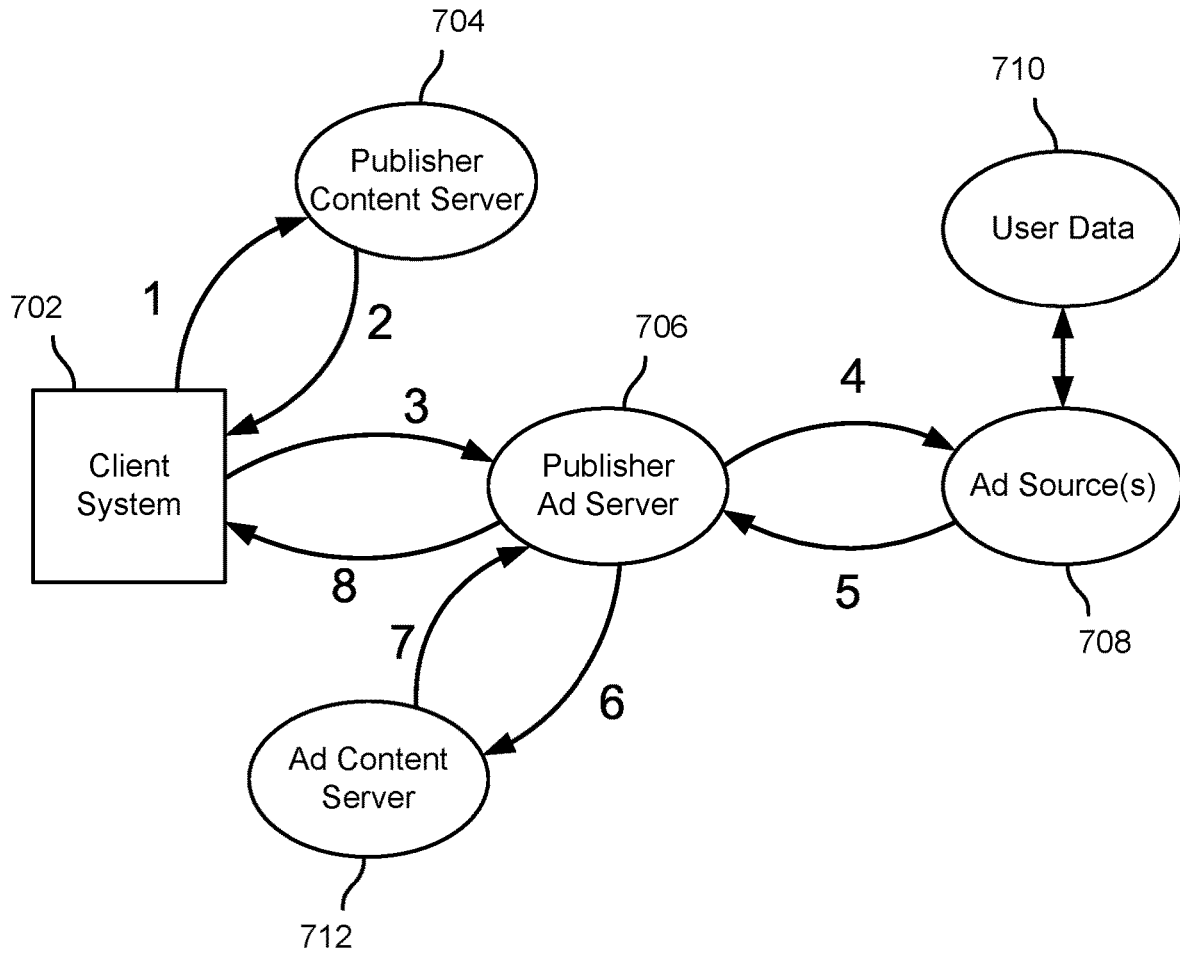 704
710
Publisher
Content Server
User Data
1
2
702
706
3
4
Client
System
Publisher
Ad Server
Ad Source(s)
8
5
7
708
6
Ad Content
Server
712